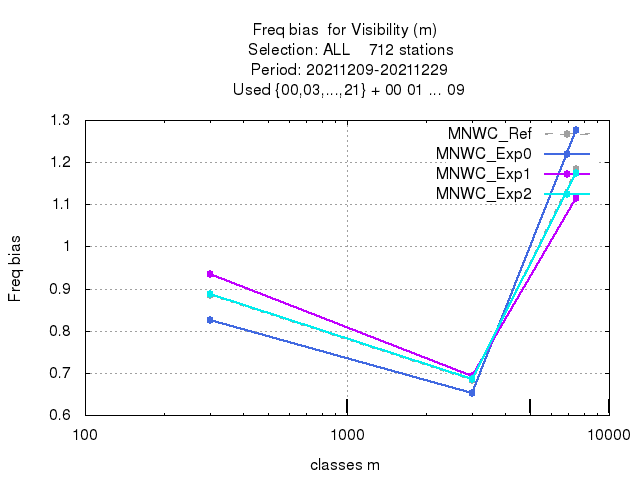 Freq bias  for Visibility (m)
Selection: ALL    712 stations
Period: 20211209-20211229
Used {00,03,...,21} + 00 01 ... 09
MNWC_Ref
MNWC_Exp0
MNWC_Exp1
MNWC_Exp2
1.3
1.2
1.1
1
0.9
0.8
0.7
0.6
Freq bias
100
1000
10000
classes m